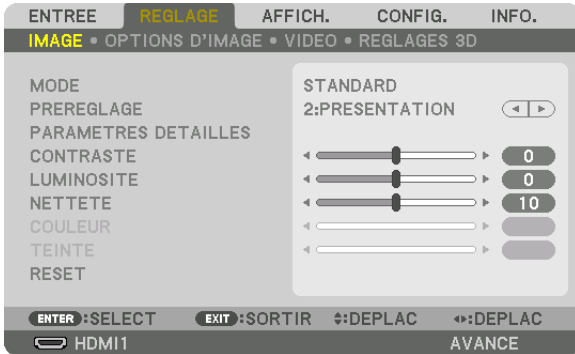 ENTREE REGLAGE AFFICH. CONFIG. INFO.
IMAGE • OPTIONS D'IMAGE • VIDEO • REGLAGES 3D
MODE STANDARD
PREREGLAGE 2:PRESENTATION
PARAMETRES DETAILLES
CONTRASTE 0
LUMINOSITE 0
NETTETE 10
COULEUR
TEINTE
RESET
ENTER :SELECT EXIT :SORTIR :DEPLAC :DEPLAC
HDMI1 AVANCE